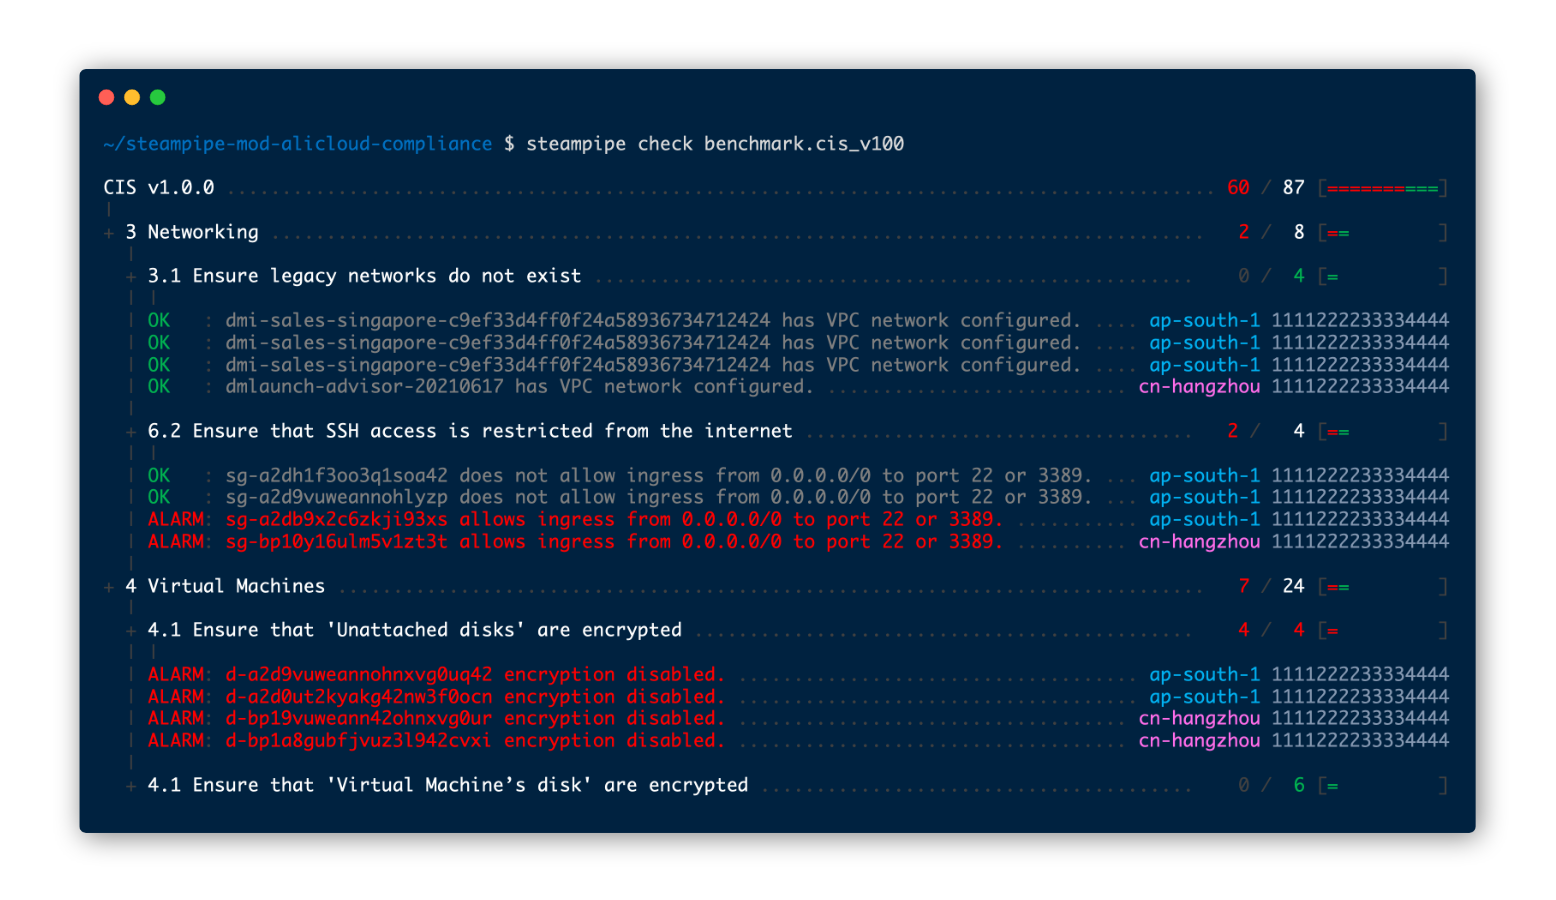 ~/steampipe-mod-alicloud-compliance $ steampipe check benchmark.cis_v100
CIS v1.0.0 ......................................................................................... 60 / 87 [==========]
|
+ 3 Networking .................................................................................... 2 / 8 [== ]
|
+ 3.1 Ensure legacy networks do not exist ...................................................... 0 / 4 [= ]
| |
| OK : dmi-sales-singapore-c9ef33d4ff0f24a58936734712424 has VPC network configured. .... ap-south-1 1111222233334444
| OK : dmi-sales-singapore-c9ef33d4ff0f24a58936734712424 has VPC network configured. .... ap-south-1 1111222233334444
| OK : dmi-sales-singapore-c9ef33d4ff0f24a58936734712424 has VPC network configured. .... ap-south-1 1111222233334444
| OK : dmlaunch-advisor-20210617 has VPC network configured. ........................... cn-hangzhou 1111222233334444
|
+ 6.2 Ensure that SSH access is restricted from the internet ................................... 2 / 4 [== ]
| |
| OK : sg-a2dh1f3oo3q1soa42 does not allow ingress from 0.0.0.0/0 to port 22 or 3389. ... ap-south-1 1111222233334444
| OK : sg-a2d9vuweannohlyzp does not allow ingress from 0.0.0.0/0 to port 22 or 3389. ... ap-south-1 1111222233334444
| ALARM: sg-a2db9x2c6zkji93xs allows ingress from 0.0.0.0/0 to port 22 or 3389. ........... ap-south-1 1111222233334444
| ALARM: sg-bp10y16ulm5v1zt3t allows ingress from 0.0.0.0/0 to port 22 or 3389. .......... cn-hangzhou 1111222233334444
|
+ 4 Virtual Machines .............................................................................. 7 / 24 [== ]
|
+ 4.1 Ensure that 'Unattached disks' are encrypted ............................................. 4 / 4 [= ]
| |
| ALARM: d-a2d9vuweannohnxvg0uq42 encryption disabled. .................................... ap-south-1 1111222233334444
| ALARM: d-a2d0ut2kyakg42nw3f0ocn encryption disabled. .................................... ap-south-1 1111222233334444
| ALARM: d-bp19vuweann42ohnxvg0ur encryption disabled. ................................... cn-hangzhou 1111222233334444
| ALARM: d-bp1a8gubfjvuz3l942cvxi encryption disabled. ................................... cn-hangzhou 1111222233334444
|
+ 4.1 Ensure that 'Virtual Machine’s disk' are encrypted ....................................... 0 / 6 [= ]